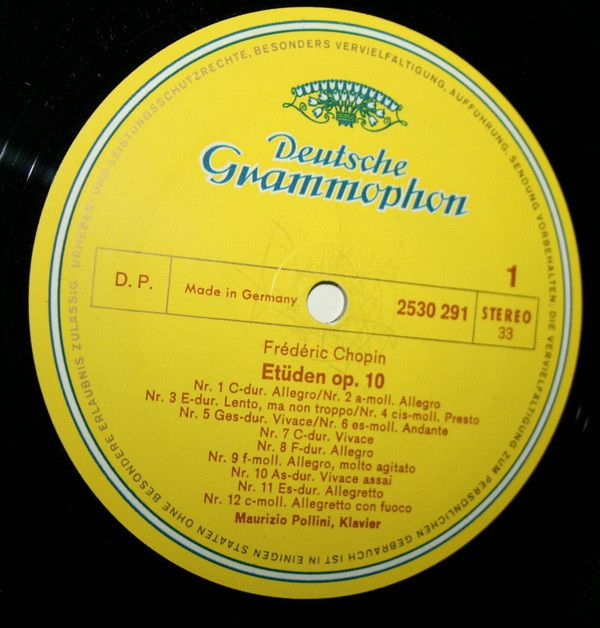 Deutsche
Grammophon
1
D. P.
Made in Germany
2530 291
STEREO
33
Frédéric Chopin
Etüden op. 10
Nr. 1 C-dur. Allegro/Nr. 2 a-moll. Allegro
Nr. 3 E-dur. Lento, ma non troppo/Nr. 4 cis-moll. Presto
Nr. 5 Ges-dur. Vivace/Nr. 6 es-moll. Andante
Nr. 7 C-dur. Vivace
Nr. 8 F-dur. Allegro
Nr. 9 f-moll. Allegro, molto agitato
Nr. 10 As-dur. Vivace assai
Nr. 11 Es-dur. Allegretto
Nr. 12 c-moll. Allegretto con fuoco
Maurizio Pollini, Klavier
URHEBER- UND LEISTUNGSSCHUTZRECHTE, BESONDERS VERVIELFÄLTIGUNG, AUFFÜHRUNG, SENDUNG VORBEHALTEN. DIE VERVIELFÄLTIGUNG ZUM PERSÖNLICHEN GEBRAUCH IST IN EINIGEN STAATEN OHNE BESONDERE ERLAUBNIS ZULÄSSIG.